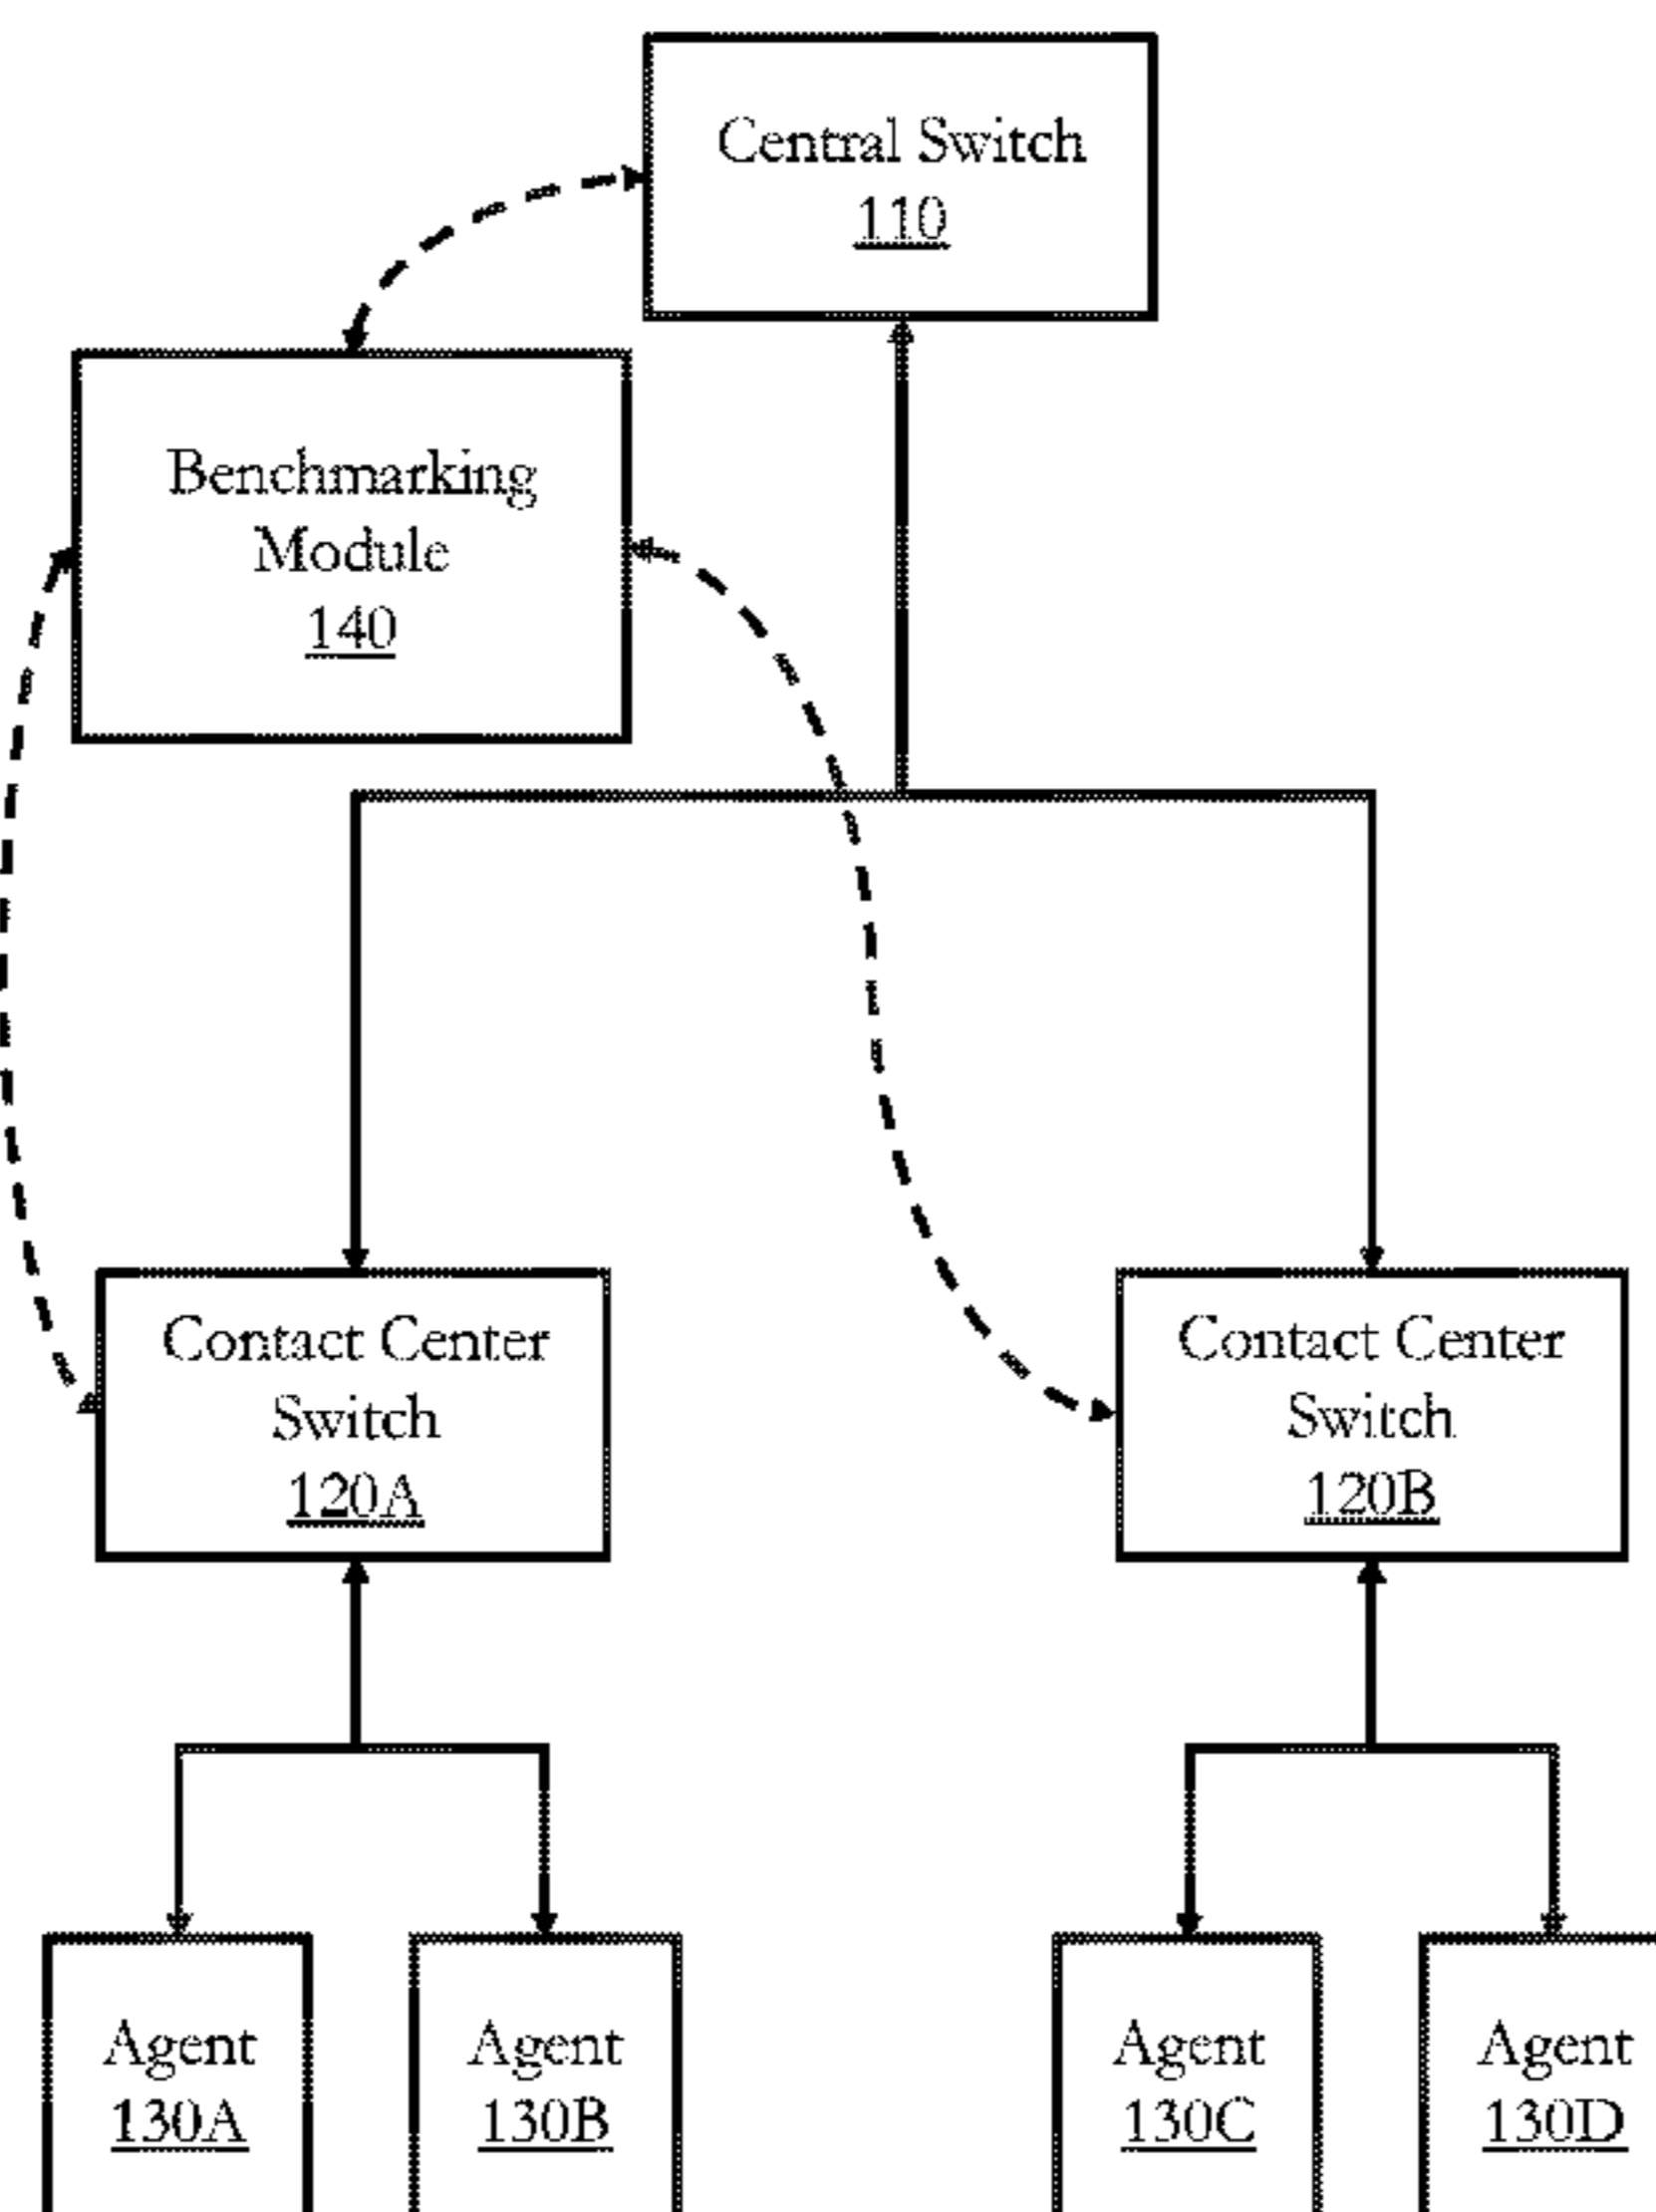 Central Switch
110
Benchmarking
Module
140
Contact Center
Switch
120A
Contact Center
Switch
120B
Agent
130A
Agent
130B
Agent
130C
Agent
130D